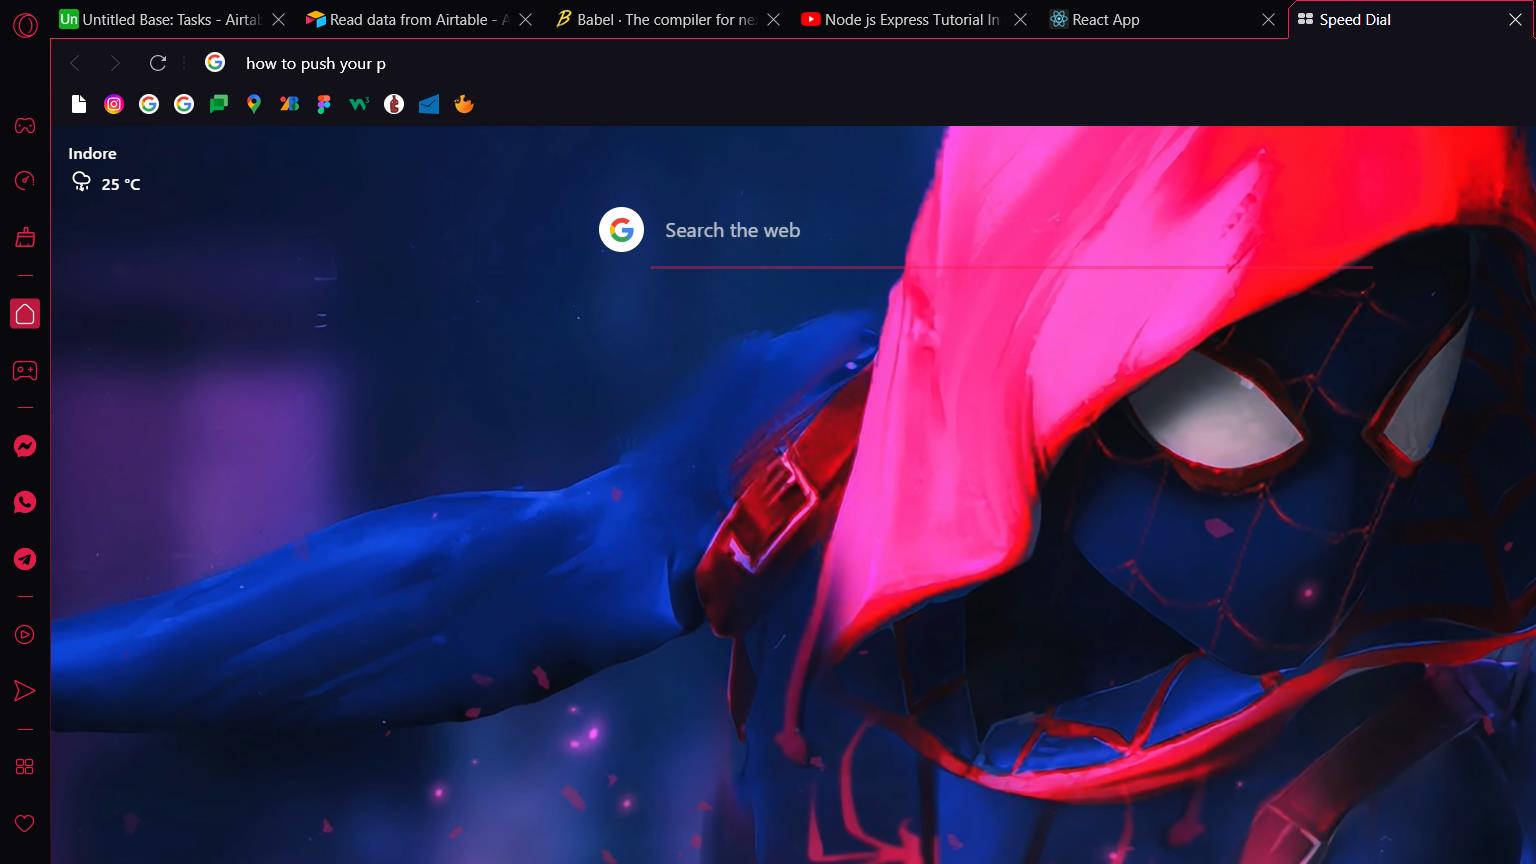 Un Untitled Base: Tasks - Airtab
Read data from Airtable - A
Babel · The compiler for ne
Node js Express Tutorial In
React App
Speed Dial
how to push your p
Indore
25 °C
Search the web